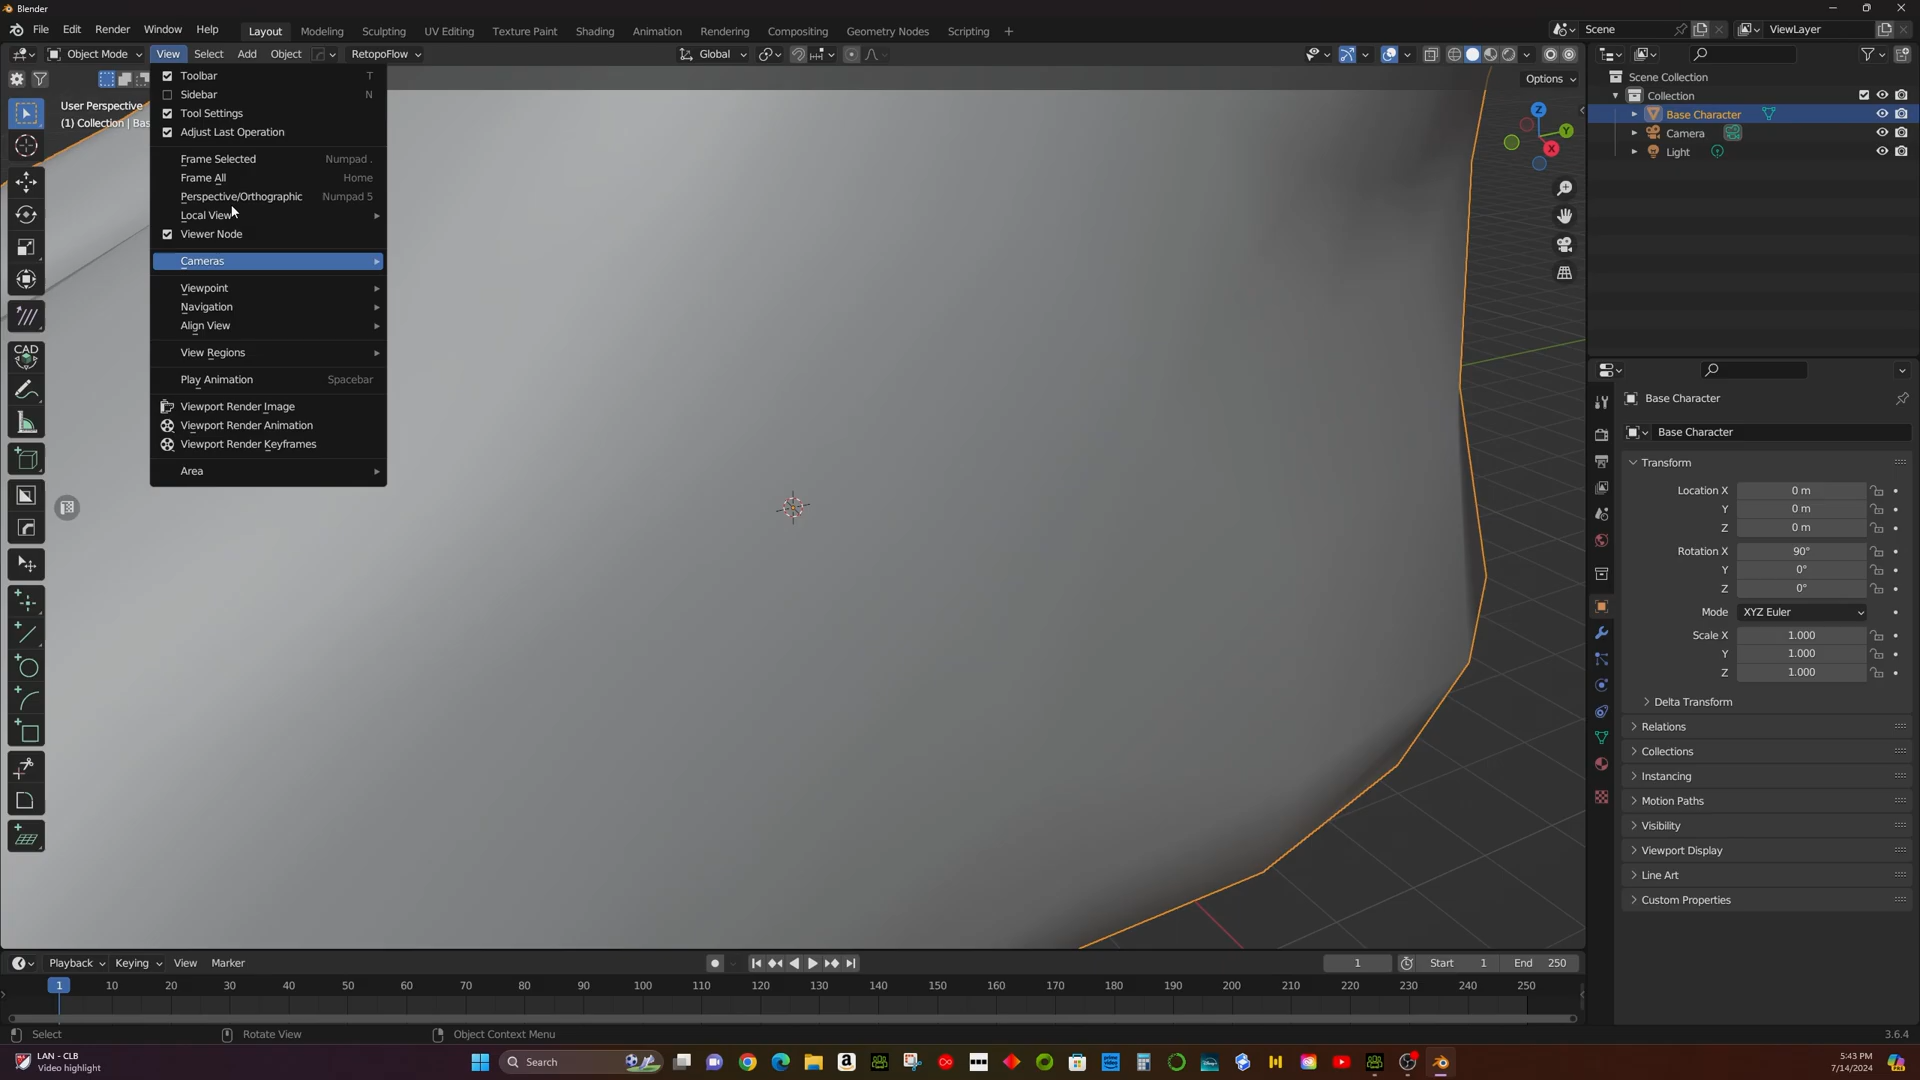 Blender
File Edit Render Window Help Layout Modeling Sculpting UV Editing Texture Paint Shading Animation Rendering Compositing Geometry Nodes Scripting + Scene ViewLayer
Object Mode View Select Add Object RetopoFlow Global
Options
User Perspective
(1) Collection | Bas
Toolbar T
Sidebar N
Tool Settings
Adjust Last Operation
Frame Selected Numpad .
Frame All Home
Perspective/Orthographic Numpad 5
Local View
Viewer Node
Cameras
Viewpoint
Navigation
Align View
View Regions
Play Animation Spacebar
Viewport Render Image
Viewport Render Animation
Viewport Render Keyframes
Area
CAD
Z
Y
X
Scene Collection
Collection
Base Character
Camera
Light
Base Character
Base Character
Transform
Location X 0 m
Y 0 m
Z 0 m
Rotation X 90°
Y 0°
Z 0°
Mode XYZ Euler
Scale X 1.000
Y 1.000
Z 1.000
Delta Transform
Relations
Collections
Instancing
Motion Paths
Visibility
Viewport Display
Line Art
Custom Properties
Playback Keying View Marker 1 Start 1 End 250
1 10 20 30 40 50 60 70 80 90 100 110 120 130 140 150 160 170 180 190 200 210 220 230 240 250
Select Rotate View Object Context Menu 3.6.4
LAN - CLB
Video highlight
Search
5:43 PM
7/14/2024